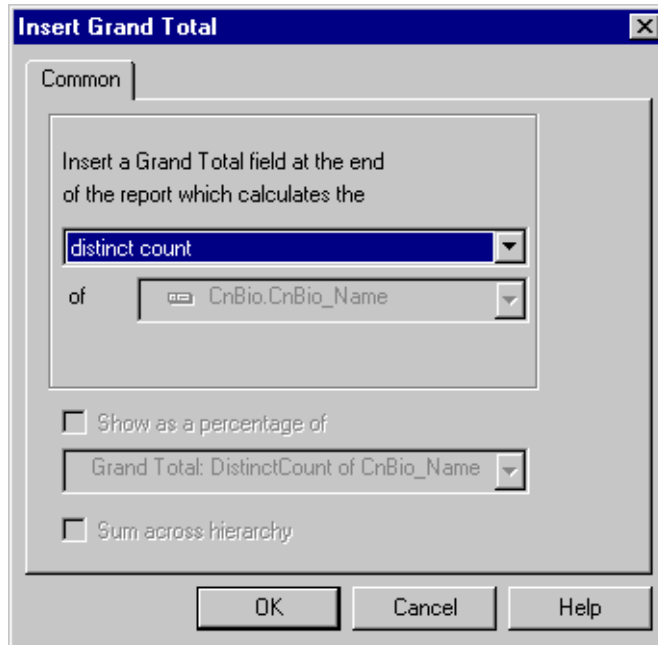 Insert Grand Total
Common
Insert a Grand Total field at the end
of the report which calculates the
distinct count
of CnBio.CnBio_Name
Show as a percentage of
Grand Total: DistinctCount of CnBio_Name
Sum across hierarchy
OK Cancel Help